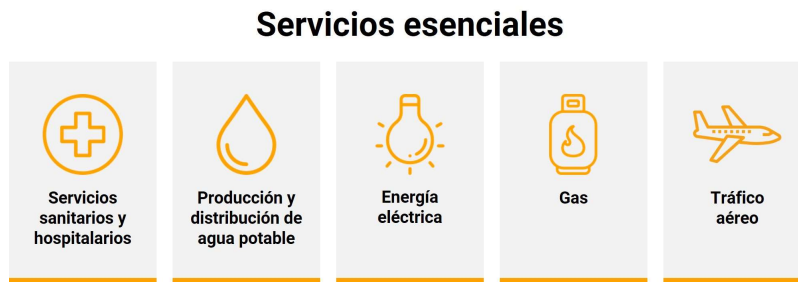 Servicios esenciales
Servicios
sanitarios y
hospitalarios
Producción y
distribución de
agua potable
Energía
eléctrica
Gas
Tráfico
aéreo